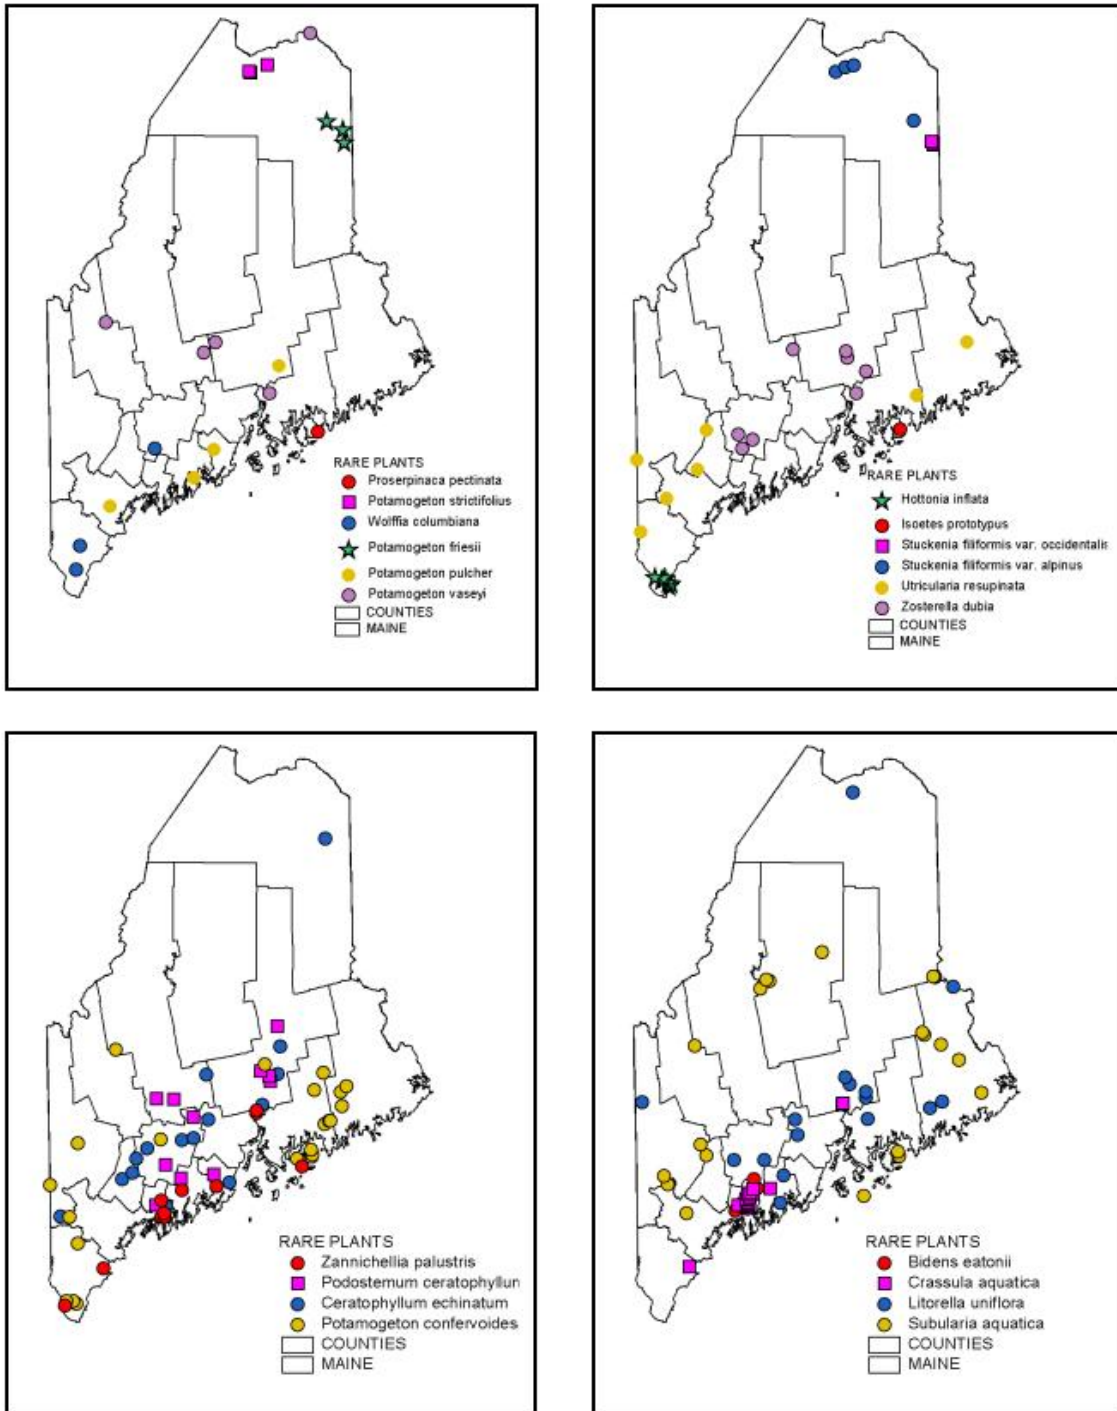 RARE PLANTS
Proserpinaca pectinata
Potamogeton strictifolius
Wolffia columbiana
Potamogeton friesii
Potamogeton pulcher
Potamogeton vaseyi
COUNTIES
MAINE
RARE PLANTS
Hottonia inflata
Isoetes prototypus
Stuckenia filiformis var. occidentalis
Stuckenia filiformis var. alpinus
Utricularia resupinata
Zosterella dubia
COUNTIES
MAINE
RARE PLANTS
Zannichellia palustris
Podostemum ceratophyllun
Ceratophyllum echinatum
Potamogeton confervoides
COUNTIES
MAINE
RARE PLANTS
Bidens eatonii
Crassula aquatica
Litorella uniflora
Subularia aquatica
COUNTIES
MAINE